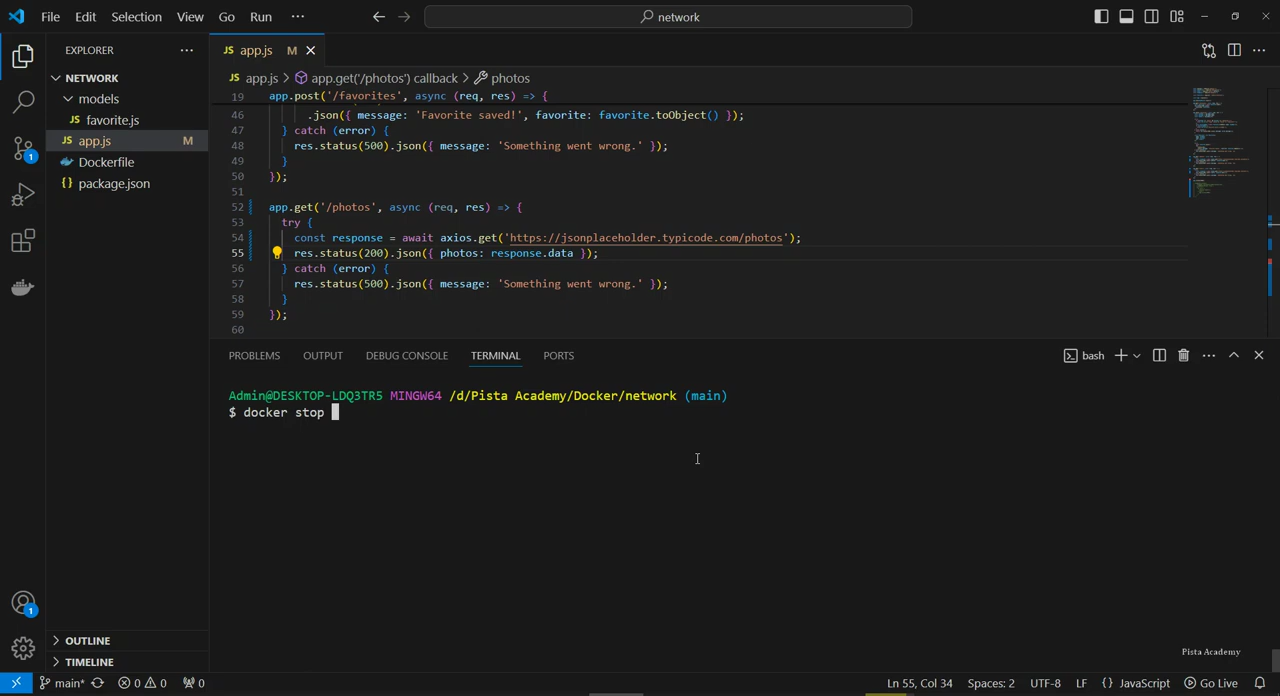 File Edit Selection View Go Run ··· network
EXPLORER ···
NETWORK
models
JS favorite.js
JS app.js M
Dockerfile
{} package.json
OUTLINE
TIMELINE
JS app.js M
JS app.js > app.get('/photos') callback > photos
19 app.post('/favorites', async (req, res) => {
46 .json({ message: 'Favorite saved!', favorite: favorite.toObject() });
47 } catch (error) {
48 res.status(500).json({ message: 'Something went wrong.' });
49 }
50 });
51
52 app.get('/photos', async (req, res) => {
53 try {
54 const response = await axios.get('https://jsonplaceholder.typicode.com/photos');
55 res.status(200).json({ photos: response.data });
56 } catch (error) {
57 res.status(500).json({ message: 'Something went wrong.' });
58 }
59 });
60
PROBLEMS OUTPUT DEBUG CONSOLE TERMINAL PORTS bash ···
Admin@DESKTOP-LDQ3TR5 MINGW64 /d/Pista Academy/Docker/network (main)
$ docker stop
Pista Academy
1
1
main* 0 0 0 Ln 55, Col 34 Spaces: 2 UTF-8 LF {} JavaScript Go Live